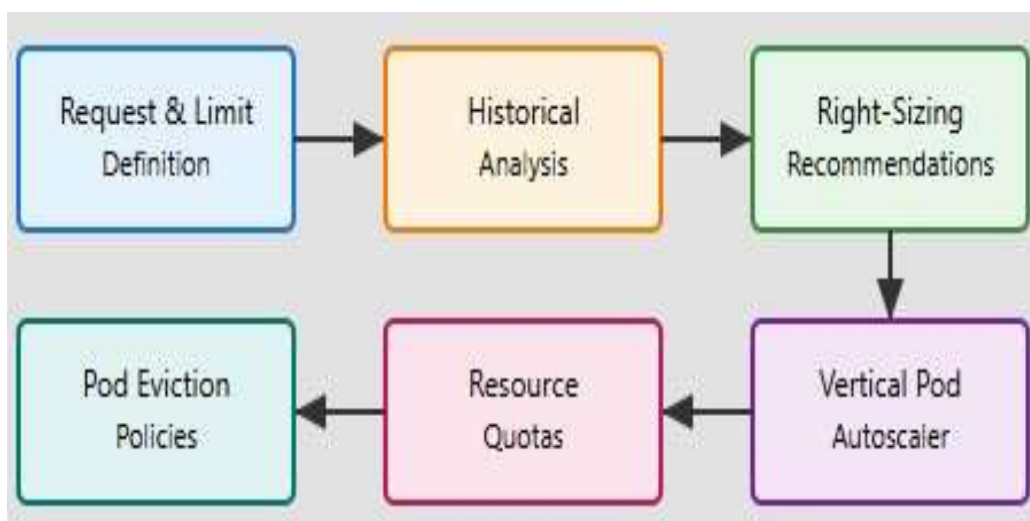 Request & Limit
Definition
Historical
Analysis
Right-Sizing
Recommendations
Pod Eviction
Policies
Resource
Quotas
Vertical Pod
Autoscaler